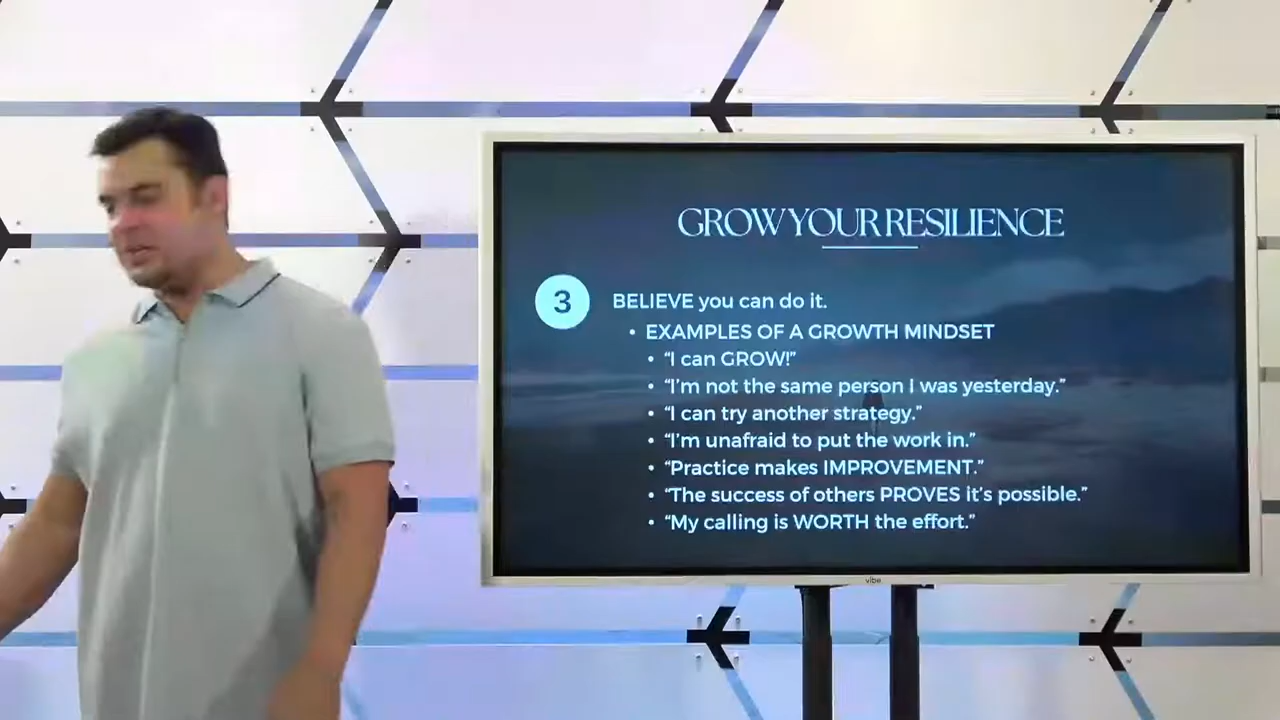 GROW YOUR RESILIENCE
3
BELIEVE you can do it.
• EXAMPLES OF A GROWTH MINDSET
• “I can GROW!”
• “I’m not the same person I was yesterday.”
• “I can try another strategy.”
• “I’m unafraid to put the work in.”
• “Practice makes IMPROVEMENT.”
• “The success of others PROVES it’s possible.”
• “My calling is WORTH the effort.”
vibe